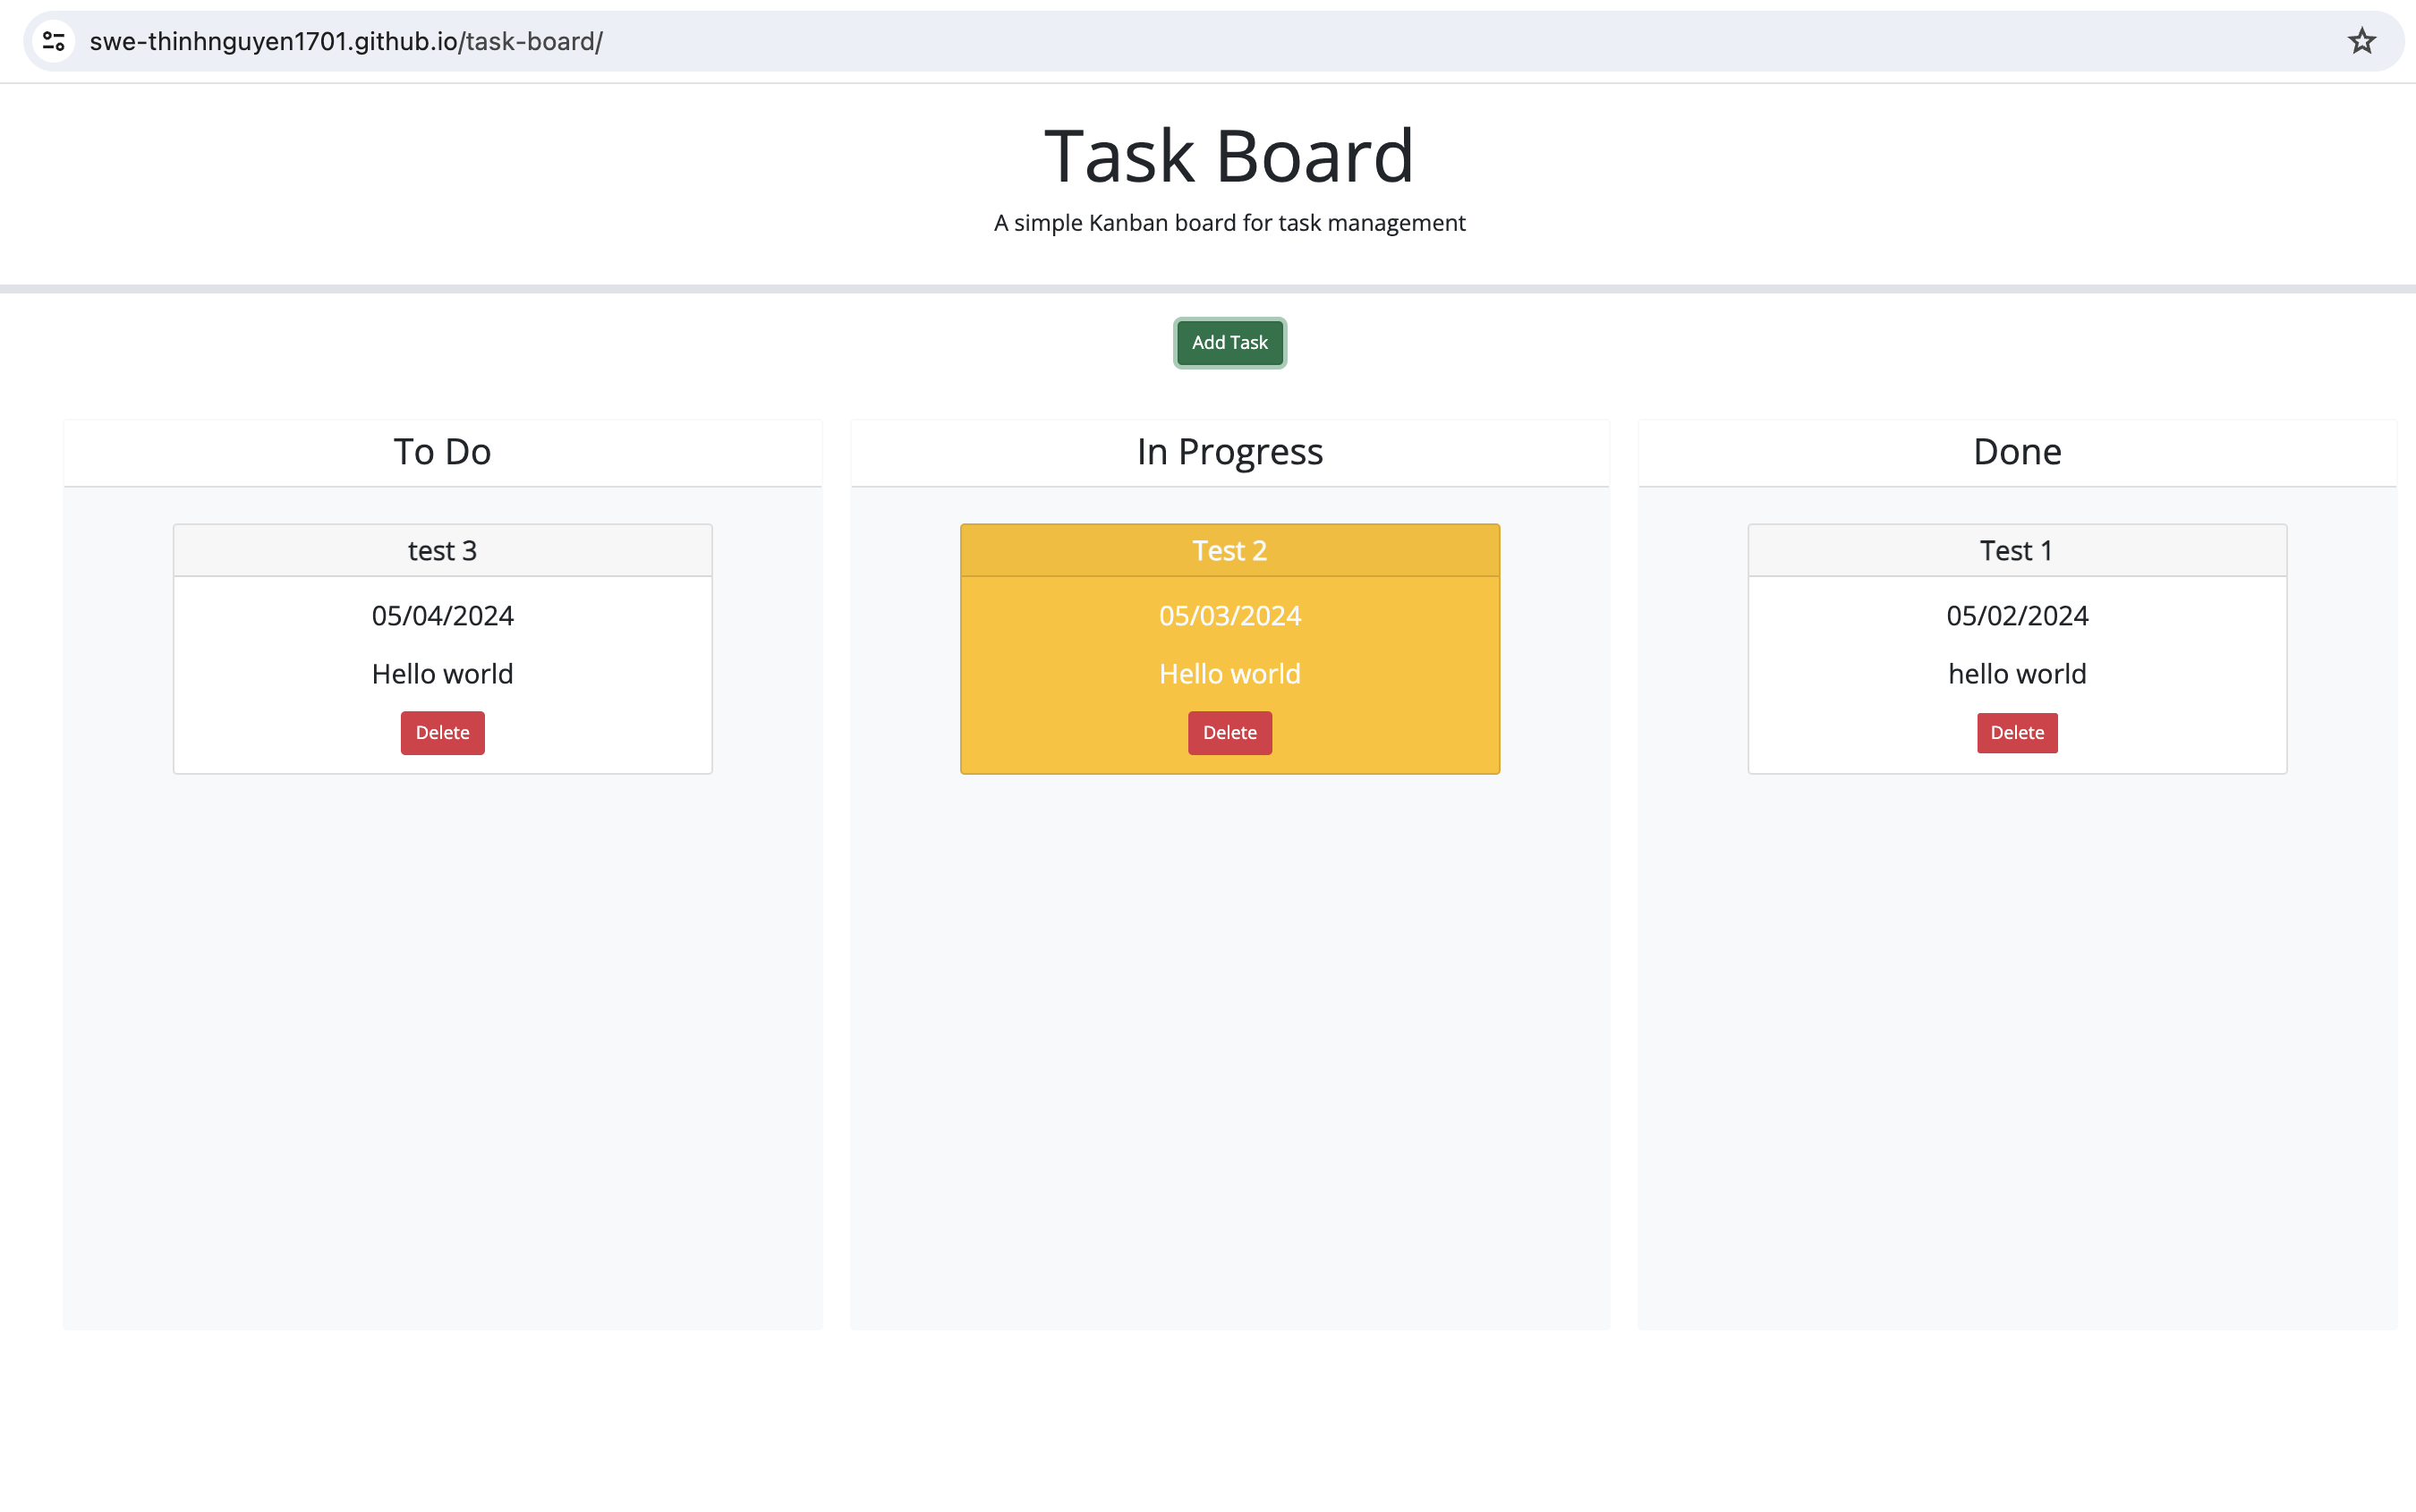 swe-thinhnguyen1701.github.io/task-board/
Task Board
A simple Kanban board for task management
Add Task
To Do
test 3
05/04/2024
Hello world
Delete
In Progress
Test 2
05/03/2024
Hello world
Delete
Done
Test 1
05/02/2024
hello world
Delete